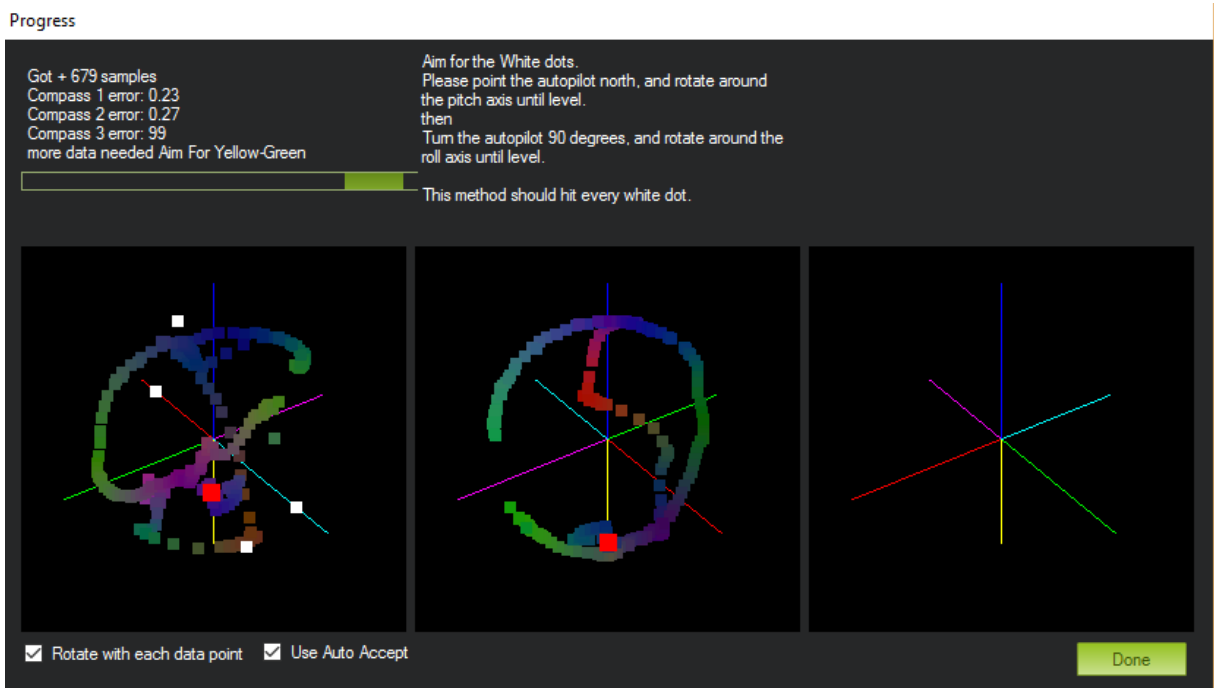 Progress
Got + 679 samples
Compass 1 error: 0.23
Compass 2 error: 0.27
Compass 3 error: 99
more data needed Aim For Yellow-Green
Aim for the White dots.
Please point the autopilot north, and rotate around
the pitch axis until level.
then
Turn the autopilot 90 degrees, and rotate around the
roll axis until level.
This method should hit every white dot.
Rotate with each data point
Use Auto Accept
Done